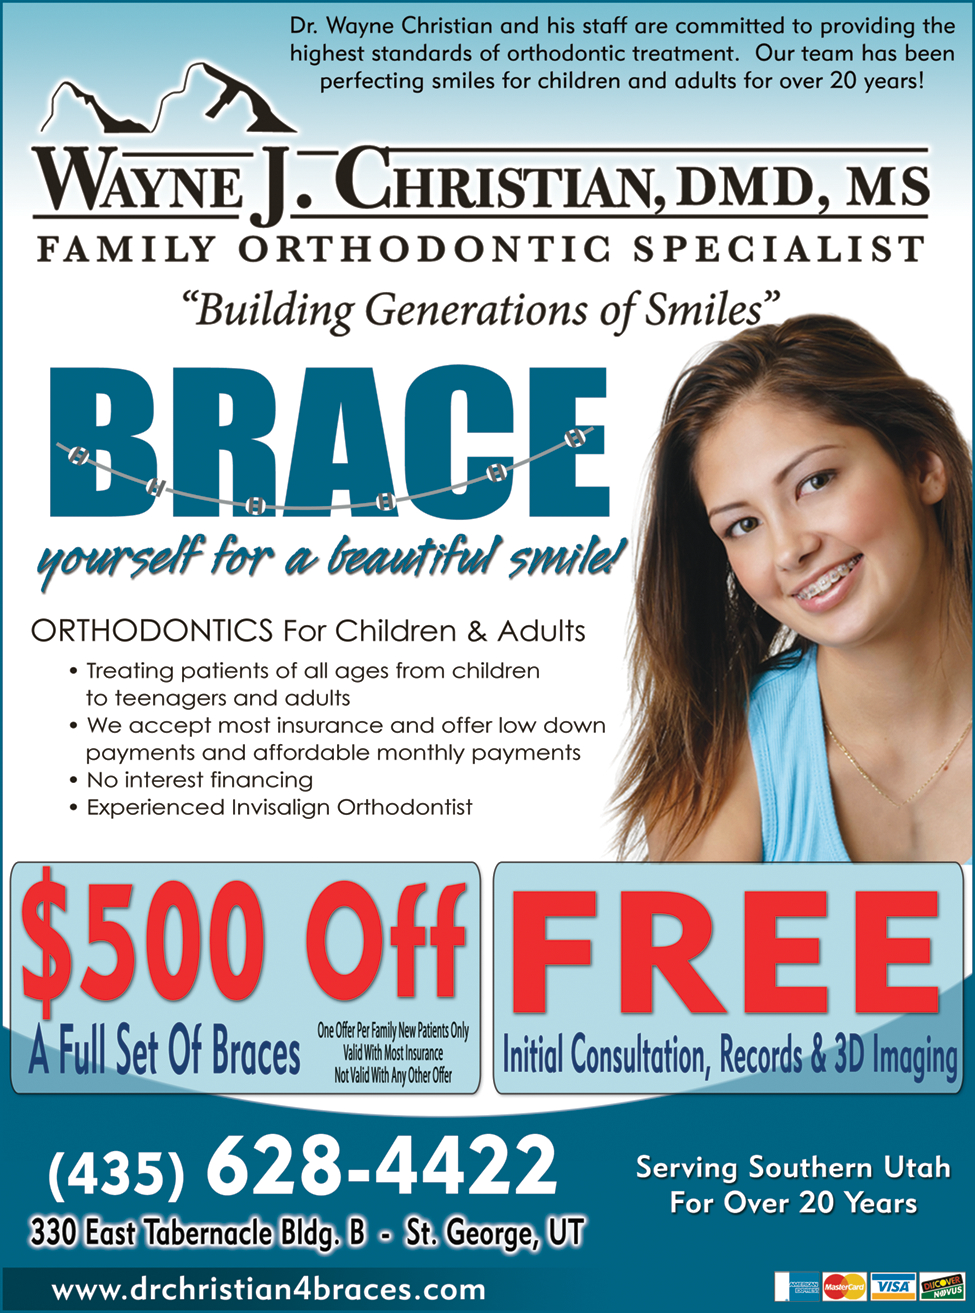 Dr. Wayne Christian and his staff are committed to providing the
highest standards of orthodontic treatment.  Our team has been
perfecting smiles for children and adults for over 20 years!
WAYNE J. CHRISTIAN, DMD, MS
FAMILY ORTHODONTIC SPECIALIST
“Building Generations of Smiles”
BRACE
yourself for a beautiful smile!
ORTHODONTICS For Children & Adults
• Treating patients of all ages from children
to teenagers and adults
• We accept most insurance and offer low down
payments and affordable monthly payments
• No interest financing
• Experienced Invisalign Orthodontist
$500 Off
A Full Set Of Braces
One Offer Per Family New Patients Only
Valid With Most Insurance
Not Valid With Any Other Offer
FREE
Initial Consultation, Records & 3D Imaging
(435) 628-4422
330 East Tabernacle Bldg. B - St. George, UT
Serving Southern Utah
For Over 20 Years
www.drchristian4braces.com
AMERICAN EXPRESS
MasterCard
VISA
DISCOVER
NOVUS